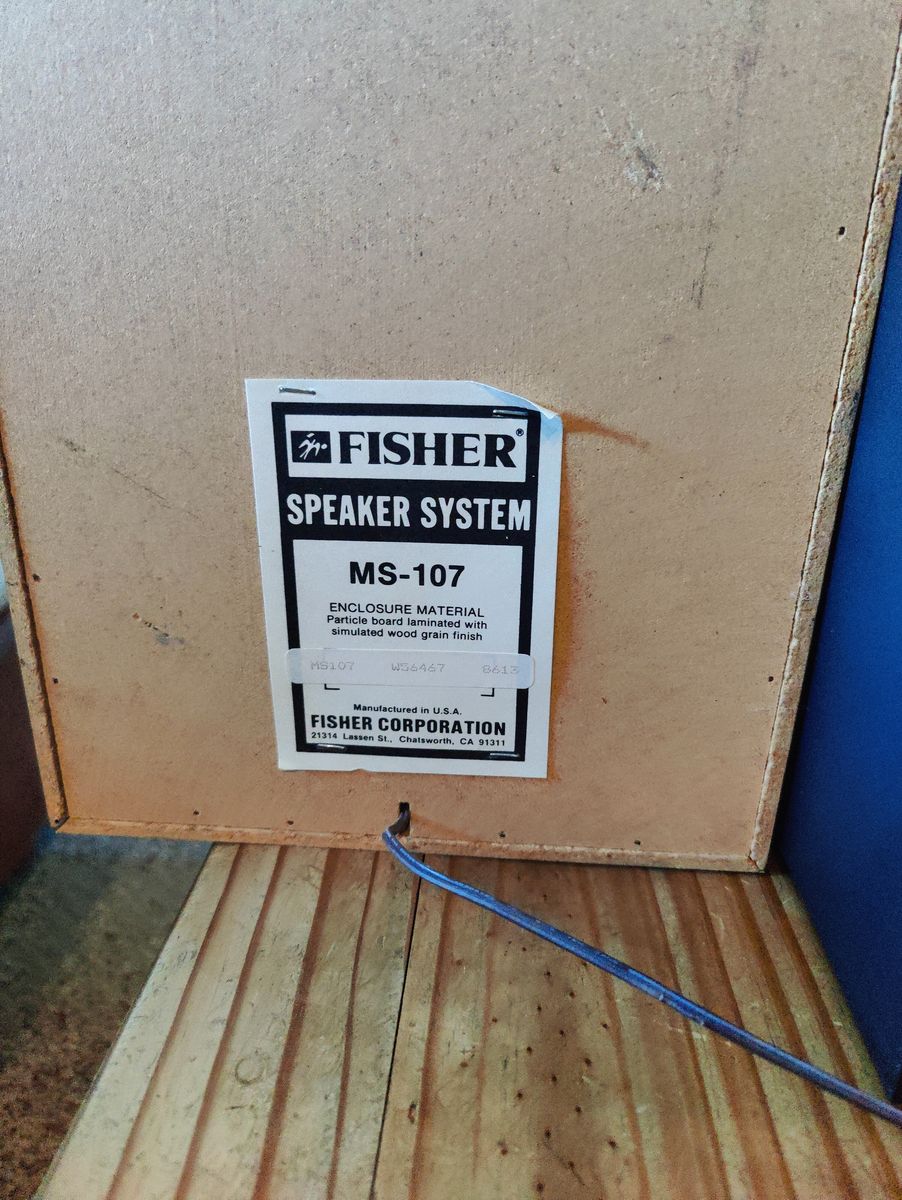 FISHER®
SPEAKER SYSTEM
MS-107
ENCLOSURE MATERIAL
Particle board laminated with
simulated wood grain finish
MS107 W56467 8613
Manufactured in U.S.A.
FISHER CORPORATION
21314 Lassen St., Chatsworth, CA 91311